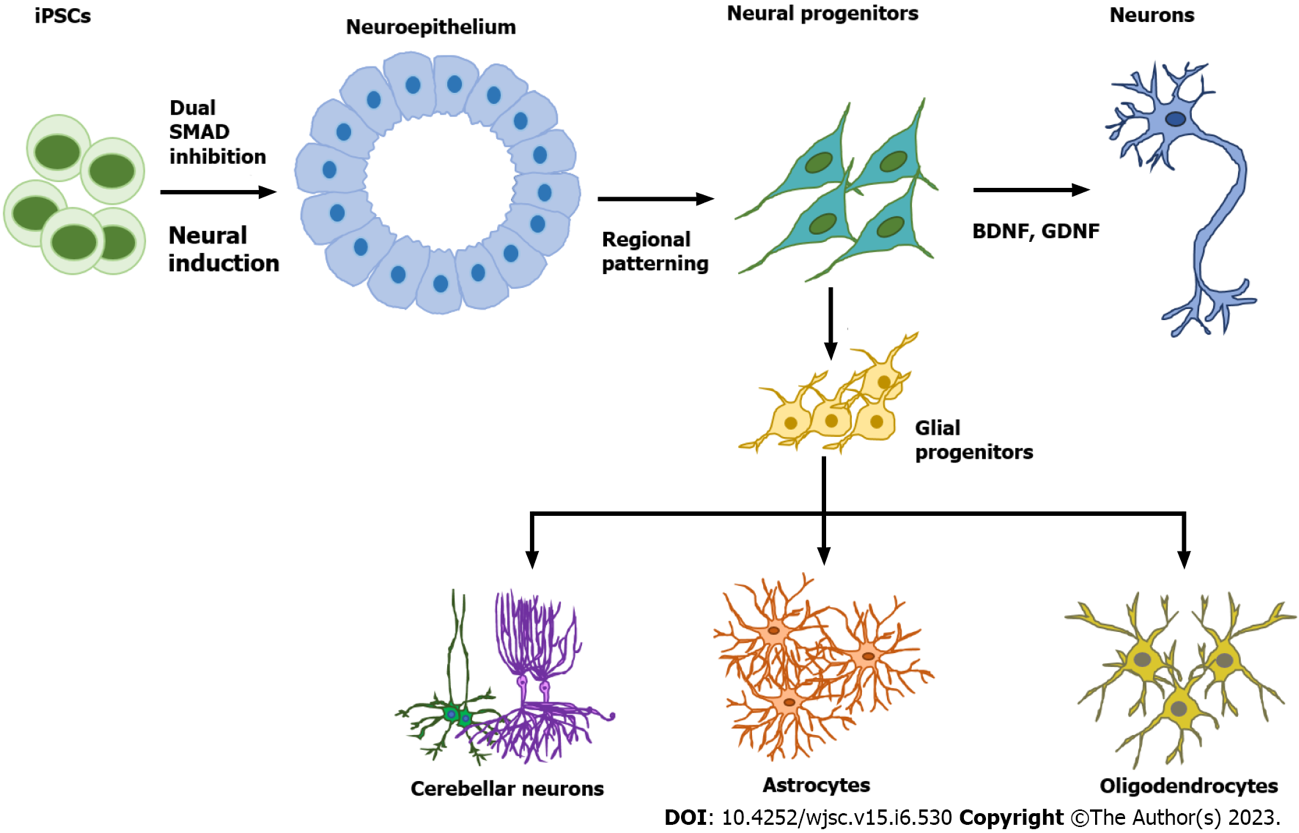 iPSCs
Neuroepithelium
Neural progenitors
Neurons
Dual
SMAD
inhibition
Neural
induction
Regional
patterning
BDNF, GDNF
Glial
progenitors
Cerebellar neurons
Astrocytes
Oligodendrocytes
DOI: 10.4252/wjsc.v15.i6.530 Copyright ©The Author(s) 2023.